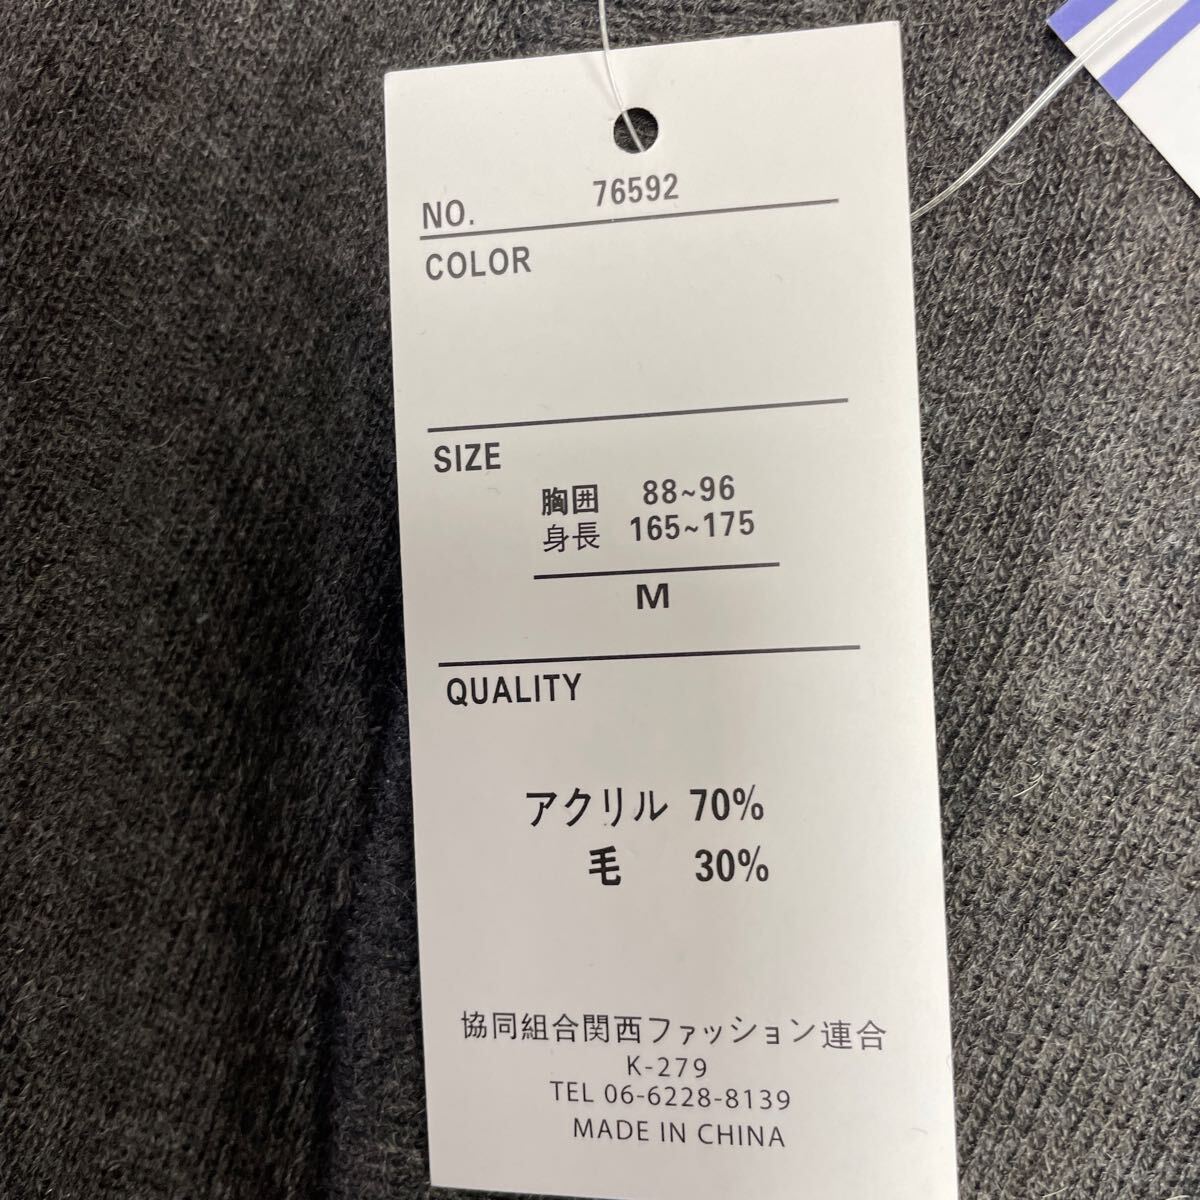 NO. 76592
COLOR
SIZE
胸囲 88~96
身長 165~175
M
QUALITY
アクリル 70%
毛 30%
協同組合関西ファッション連合
K-279
TEL 06-6228-8139
MADE IN CHINA